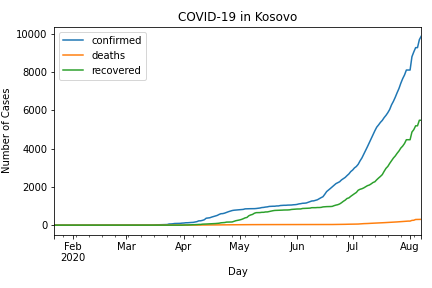 COVID-19 in Kosovo
confirmed
deaths
recovered
Number of Cases
10000
8000
6000
4000
2000
0
Feb Mar Apr May Jun Jul Aug
2020
Day